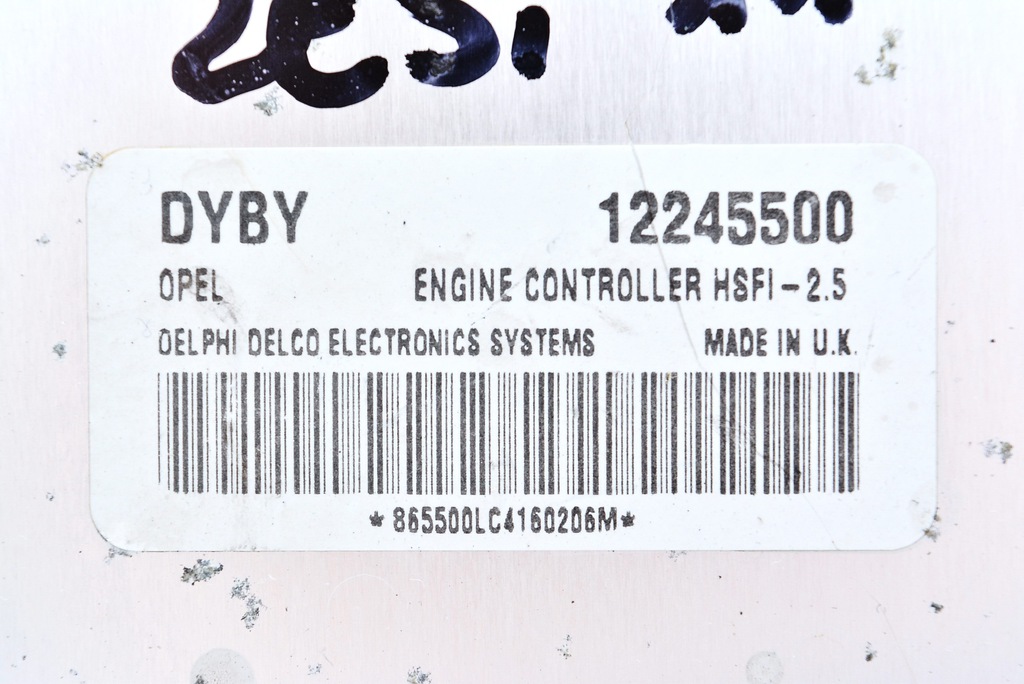 DYBY 12245500
OPEL ENGINE CONTROLLER HSFI-2.5
DELPHI DELCO ELECTRONICS SYSTEMS MADE IN U.K.
*865500LC4160206M*